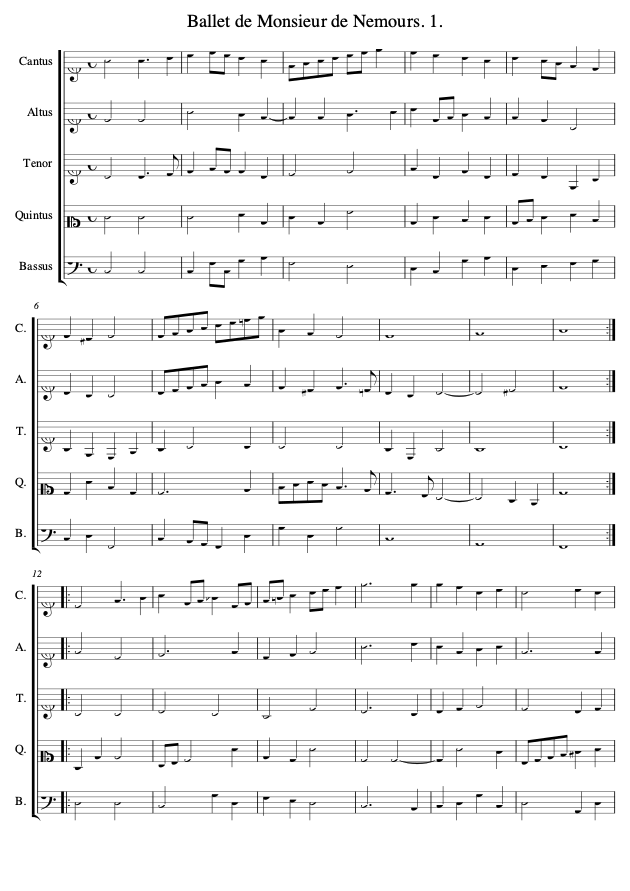 Ballet de Monsieur de Nemours. 1.
Cantus
Altus
Tenor
Quintus
Bassus
6
C.
A.
T.
Q.
B.
12
C.
A.
T.
Q.
B.